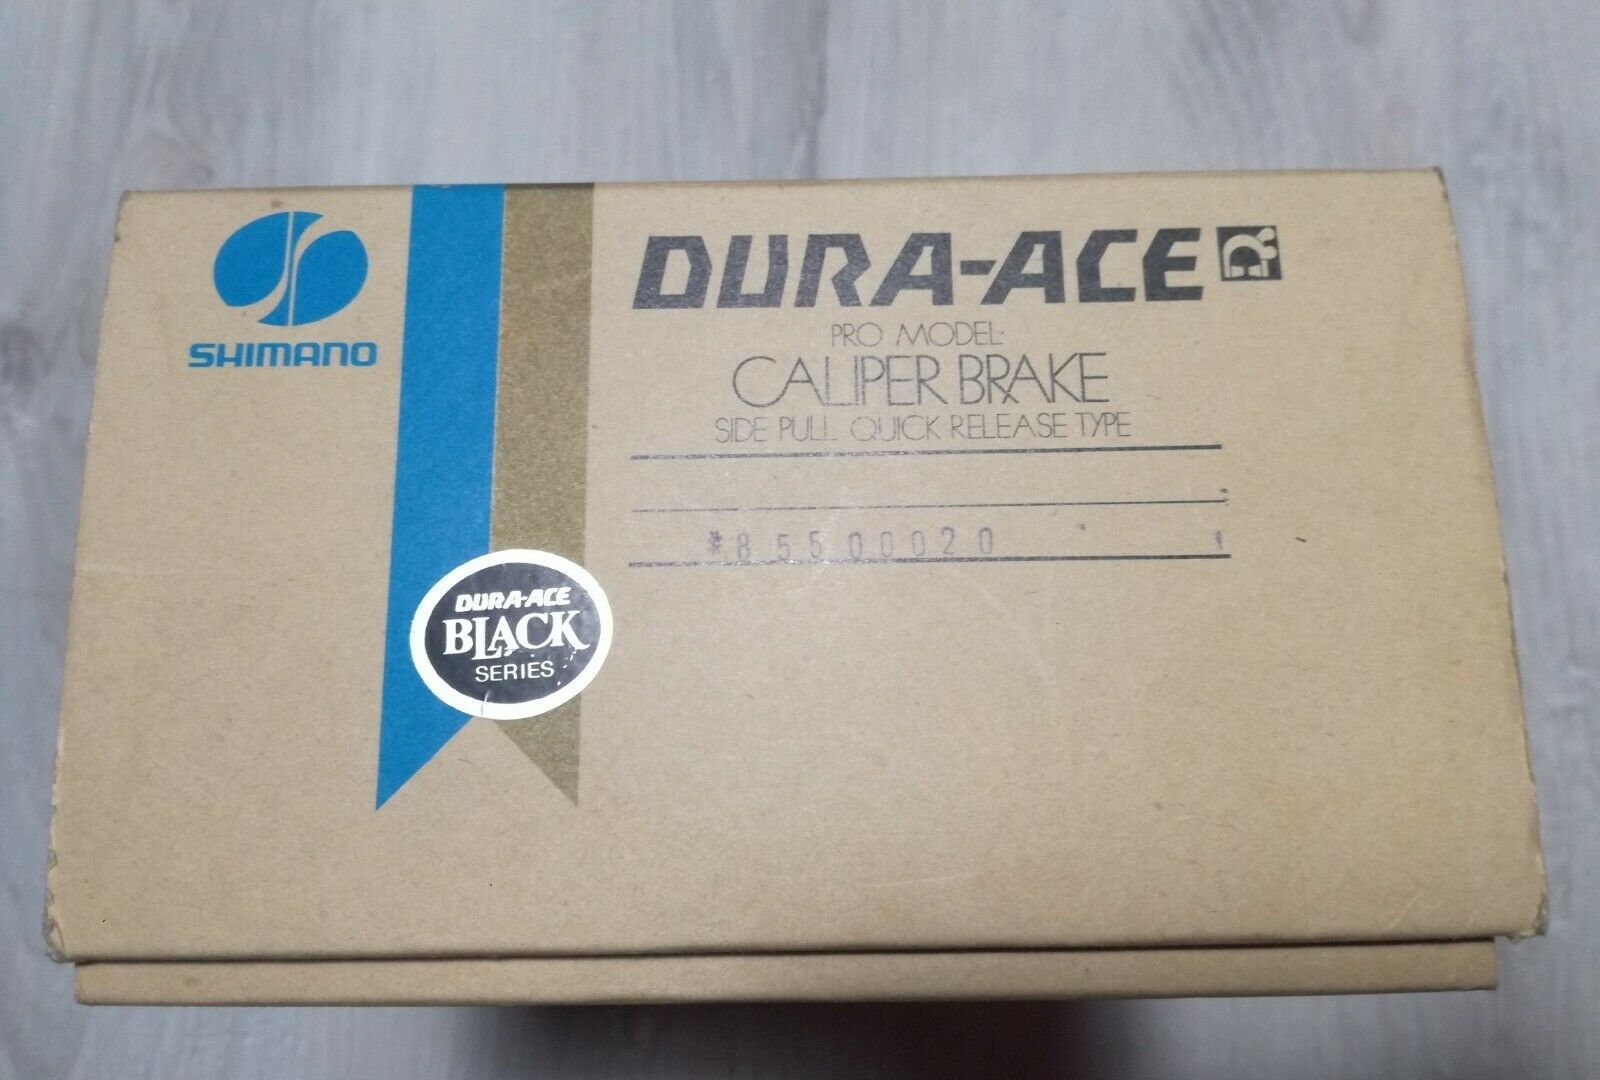 SHIMANO
DURA-ACE
PRO MODEL
CALIPER BRAKE
SIDE PULL QUICK RELEASE TYPE
#85500020
DURA-ACE
BLACK
SERIES